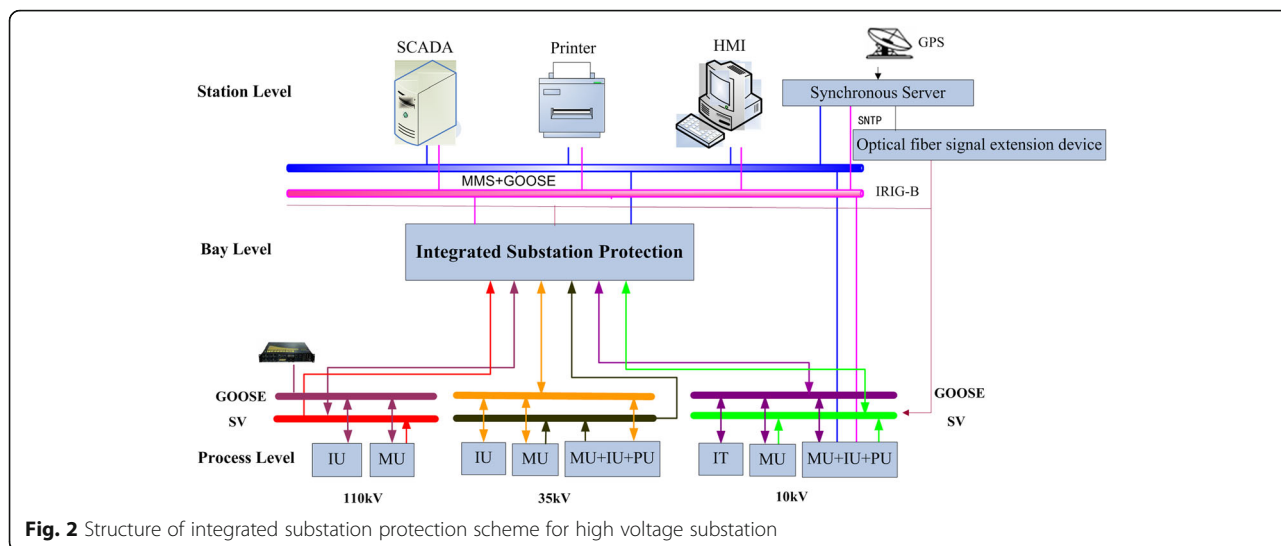 SCADA
Printer
HMI
GPS
Station Level
Synchronous Server
SNTP
Optical fiber signal extension device
MMS+GOOSE
IRIG-B
Bay Level
Integrated Substation Protection
GOOSE
GOOSE
SV
SV
Process Level
IU
MU
IU
MU
MU+IU+PU
IT
MU
MU+IU+PU
110kV
35kV
10kV
Fig. 2 Structure of integrated substation protection scheme for high voltage substation